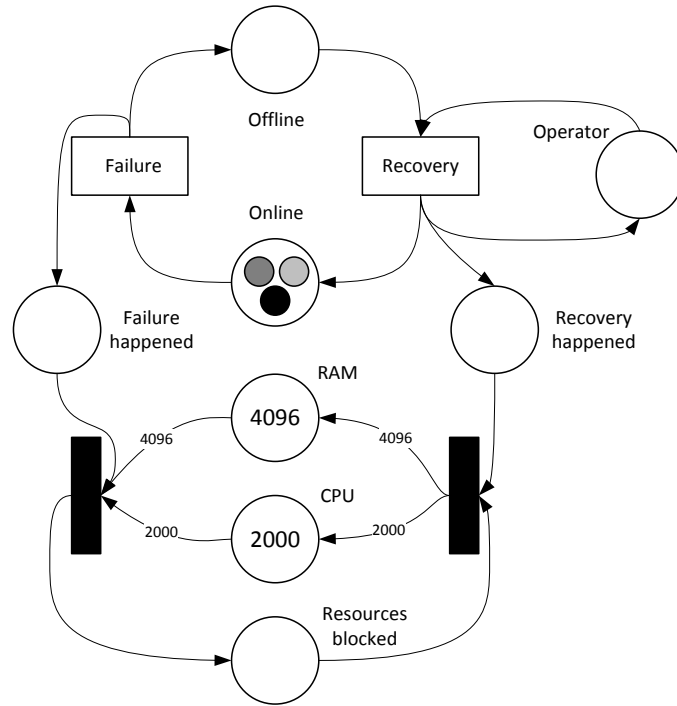 Offline
Operator
Failure
Recovery
Online
Failure
happened
Recovery
happened
RAM
4096
4096
4096
CPU
2000
2000
2000
Resources
blocked